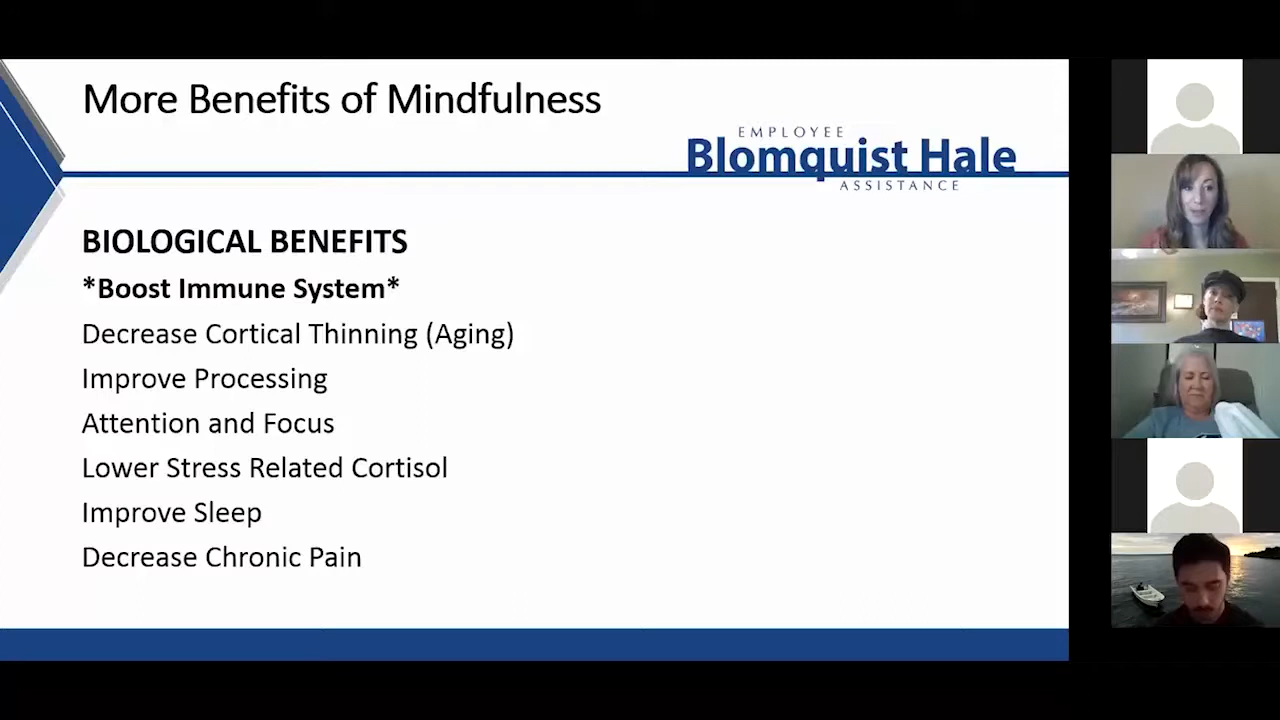 More Benefits of Mindfulness
EMPLOYEE
Blomquist Hale
ASSISTANCE
BIOLOGICAL BENEFITS
*Boost Immune System*
Decrease Cortical Thinning (Aging)
Improve Processing
Attention and Focus
Lower Stress Related Cortisol
Improve Sleep
Decrease Chronic Pain